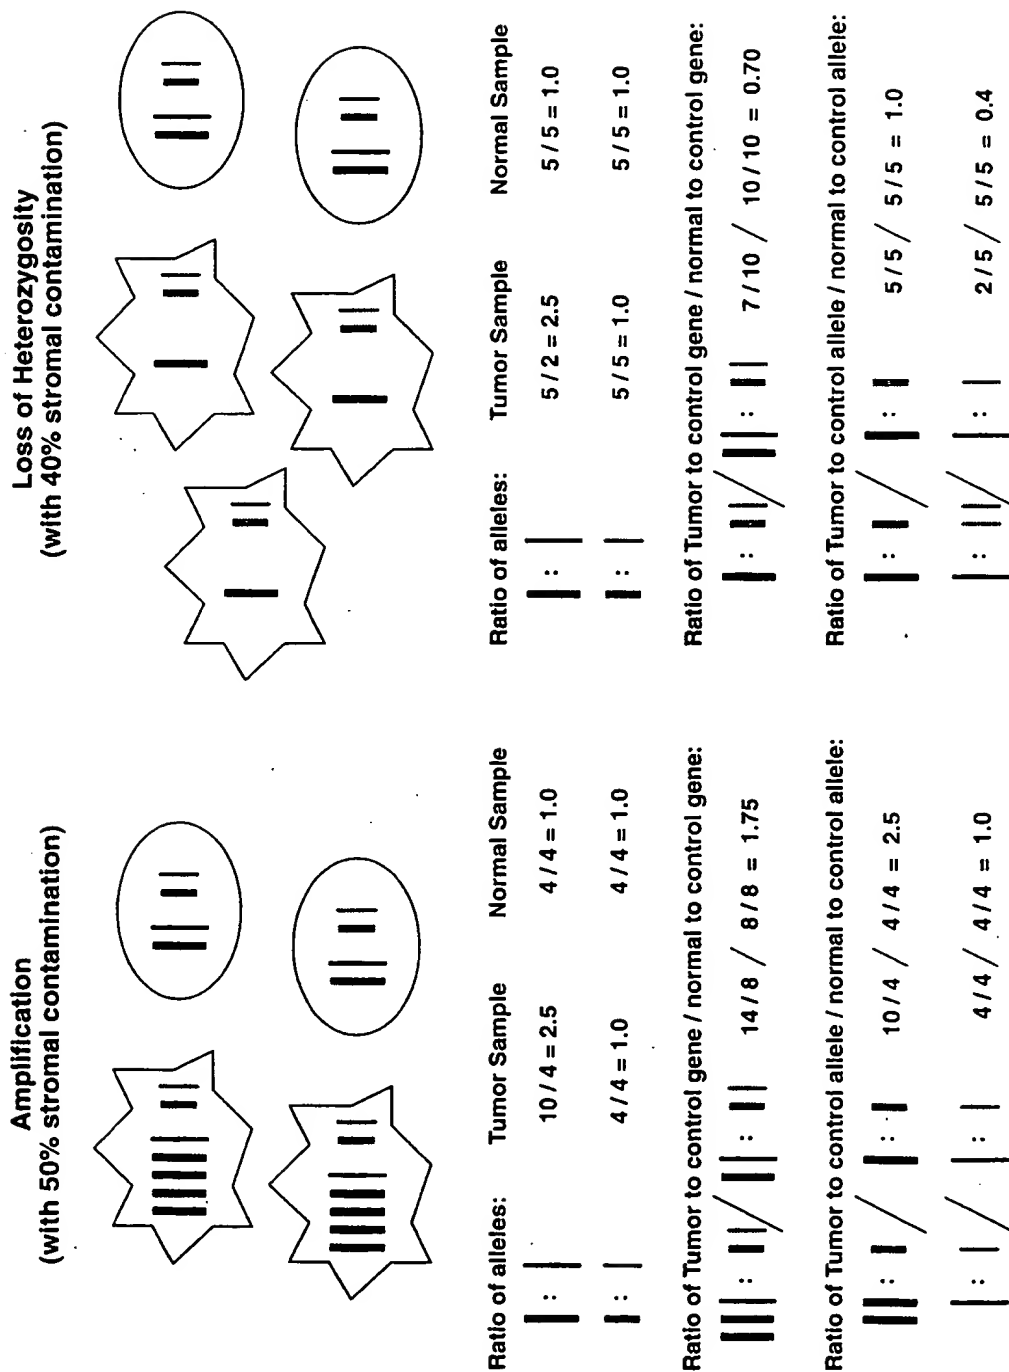 Amplification
(with 50% stromal contamination)
Ratio of alleles: Tumor Sample Normal Sample
: 10 / 4 = 2.5 4 / 4 = 1.0
: 4 / 4 = 1.0 4 / 4 = 1.0
Ratio of Tumor to control gene / normal to control gene:
: / : 14 / 8 / 8 / 8 = 1.75
Ratio of Tumor to control allele / normal to control allele:
: / : 10 / 4 / 4 / 4 = 2.5
: / : 4 / 4 / 4 / 4 = 1.0
Loss of Heterozygosity
(with 40% stromal contamination)
Ratio of alleles: Tumor Sample Normal Sample
: 5 / 2 = 2.5 5 / 5 = 1.0
: 5 / 5 = 1.0 5 / 5 = 1.0
Ratio of Tumor to control gene / normal to control gene:
: / : 7 / 10 / 10 / 10 = 0.70
Ratio of Tumor to control allele / normal to control allele:
: / : 5 / 5 / 5 / 5 = 1.0
: / : 2 / 5 / 5 / 5 = 0.4